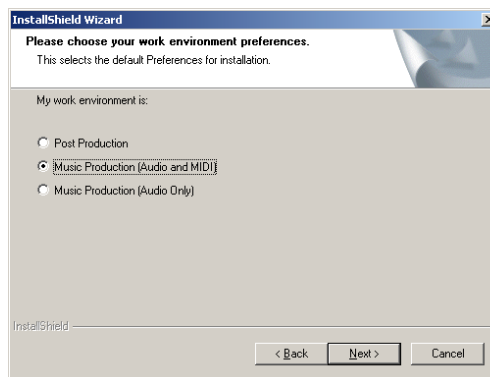 InstallShield Wizard
Please choose your work environment preferences.
This selects the default Preferences for installation.
My work environment is:
Post Production
Music Production (Audio and MIDI)
Music Production (Audio Only)
InstallShield
< Back Next > Cancel